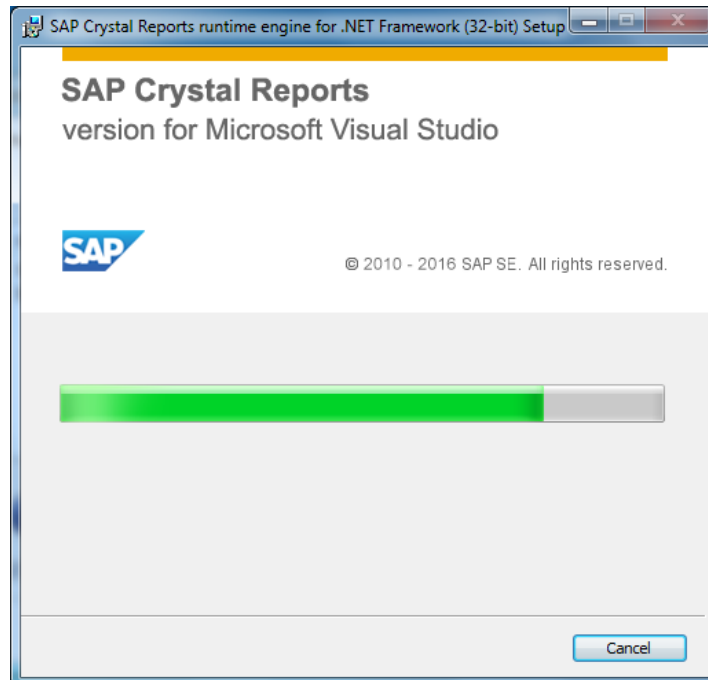 SAP Crystal Reports runtime engine for .NET Framework (32-bit) Setup
SAP Crystal Reports
version for Microsoft Visual Studio
SAP
© 2010 - 2016 SAP SE. All rights reserved.
Cancel